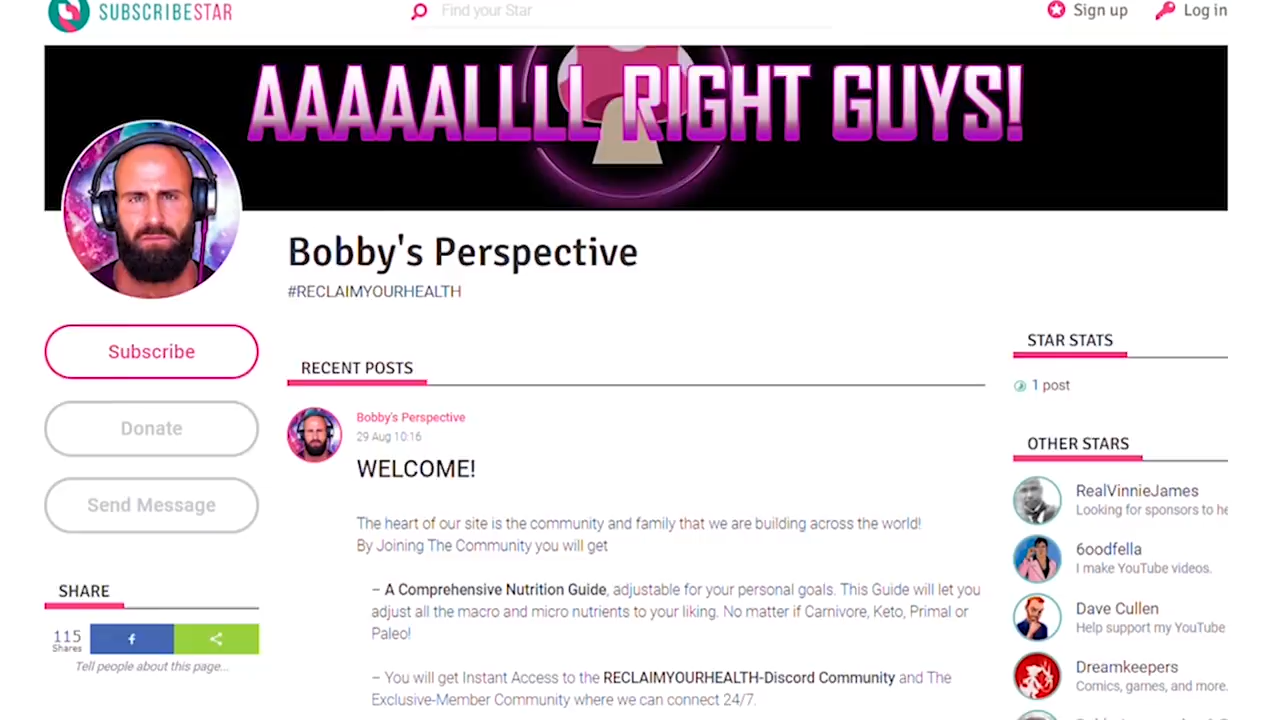 SUBSCRIBESTAR
Find your Star
Sign up
Log in
AAAAALLLL RIGHT GUYS!
Bobby's Perspective
#RECLAIMYOURHEALTH
Subscribe
Donate
Send Message
SHARE
115
Shares
Tell people about this page...
RECENT POSTS
Bobby's Perspective
29 Aug 10:16
WELCOME!
The heart of our site is the community and family that we are building across the world!
By Joining The Community you will get
– A Comprehensive Nutrition Guide, adjustable for your personal goals. This Guide will let you
adjust all the macro and micro nutrients to your liking. No matter if Carnivore, Keto, Primal or
Paleo!
– You will get Instant Access to the RECLAIMYOURHEALTH-Discord Community and The
Exclusive-Member Community where we can connect 24/7.
STAR STATS
1 post
OTHER STARS
RealVinnieJames
Looking for sponsors to he
6oodfella
I make YouTube videos.
Dave Cullen
Help support my YouTube
Dreamkeepers
Comics, games, and more.